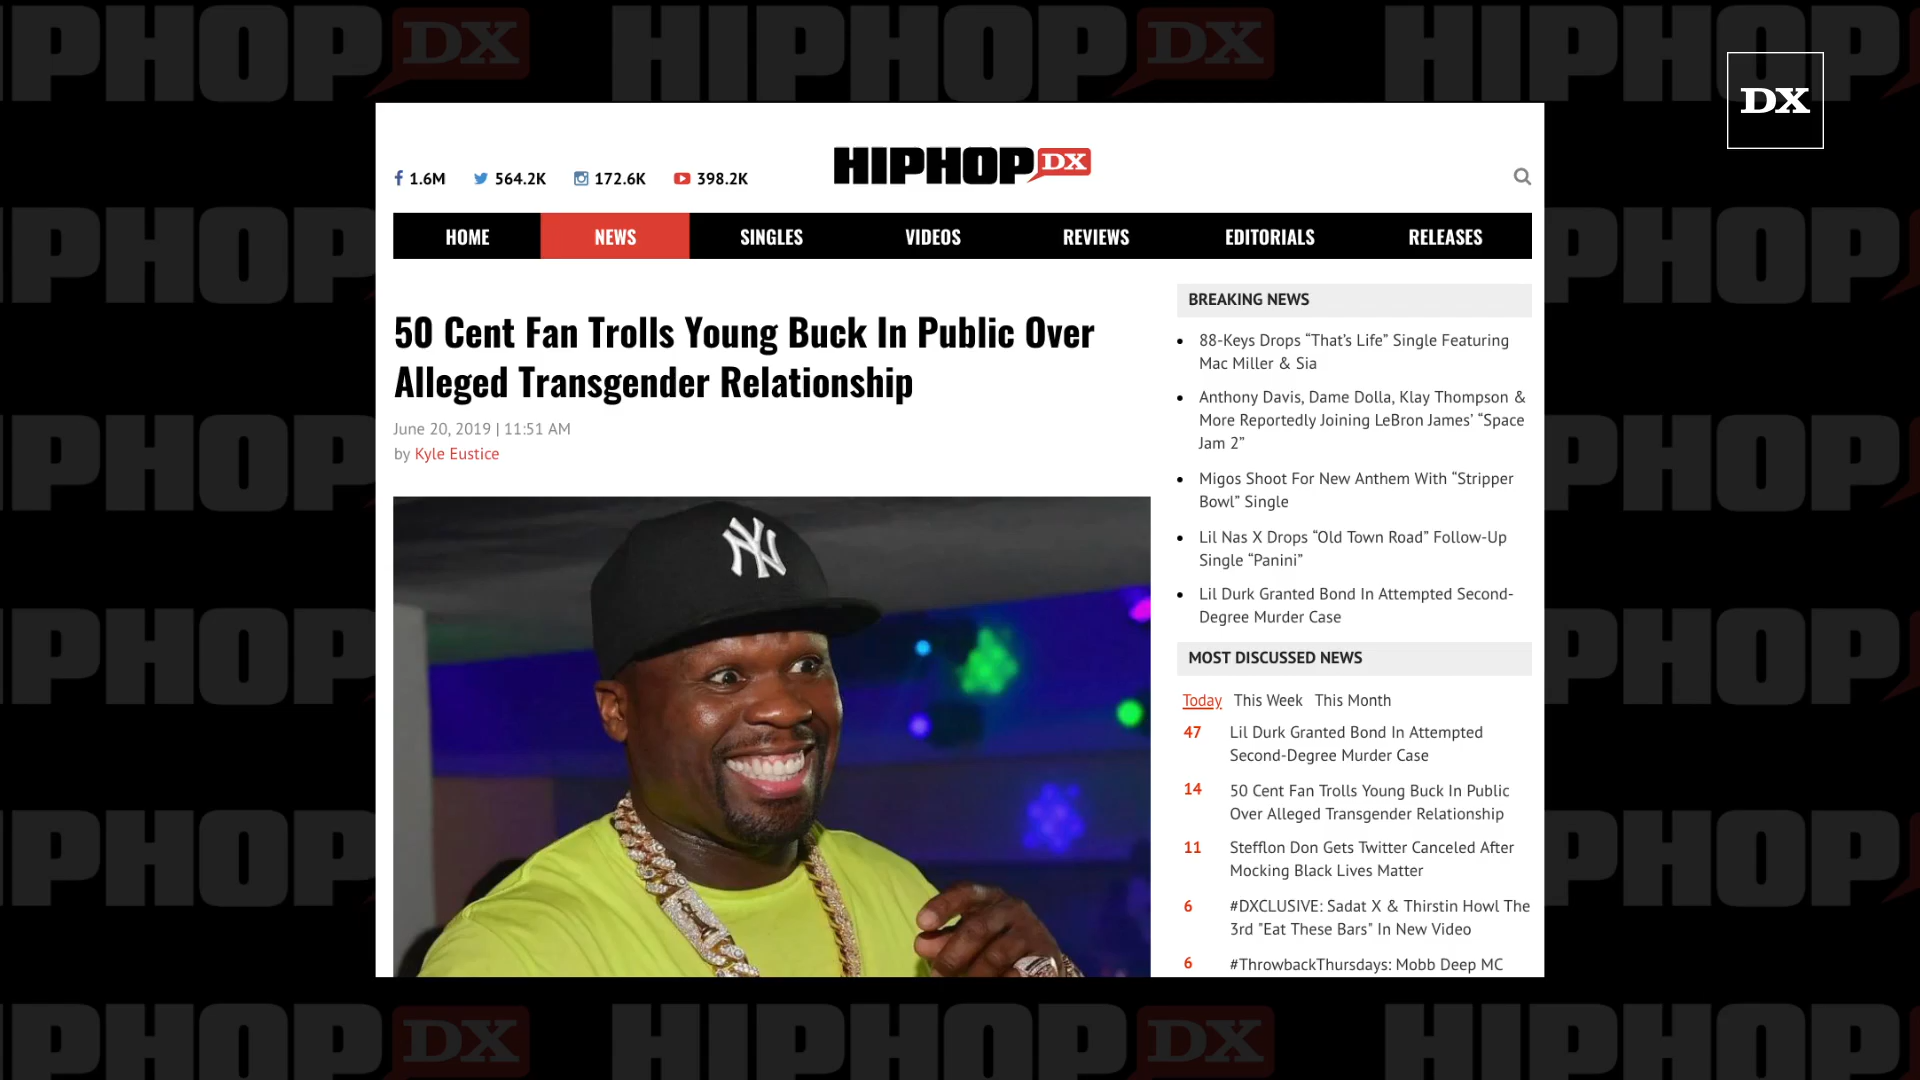 DX
1.6M 564.2K 172.6K 398.2K
HIPHOPDX
HOME NEWS SINGLES VIDEOS REVIEWS EDITORIALS RELEASES
50 Cent Fan Trolls Young Buck In Public Over
Alleged Transgender Relationship
June 20, 2019 | 11:51 AM
by Kyle Eustice
NY
BREAKING NEWS
88-Keys Drops “That’s Life” Single Featuring
Mac Miller & Sia
Anthony Davis, Dame Dolla, Klay Thompson &
More Reportedly Joining LeBron James’ “Space
Jam 2”
Migos Shoot For New Anthem With “Stripper
Bowl” Single
Lil Nas X Drops “Old Town Road” Follow-Up
Single “Panini”
Lil Durk Granted Bond In Attempted Second-
Degree Murder Case
MOST DISCUSSED NEWS
Today This Week This Month
47 Lil Durk Granted Bond In Attempted
Second-Degree Murder Case
14 50 Cent Fan Trolls Young Buck In Public
Over Alleged Transgender Relationship
11 Stefflon Don Gets Twitter Canceled After
Mocking Black Lives Matter
6 #DXCLUSIVE: Sadat X & Thirstin Howl The
3rd "Eat These Bars" In New Video
6 #ThrowbackThursdays: Mobb Deep MC